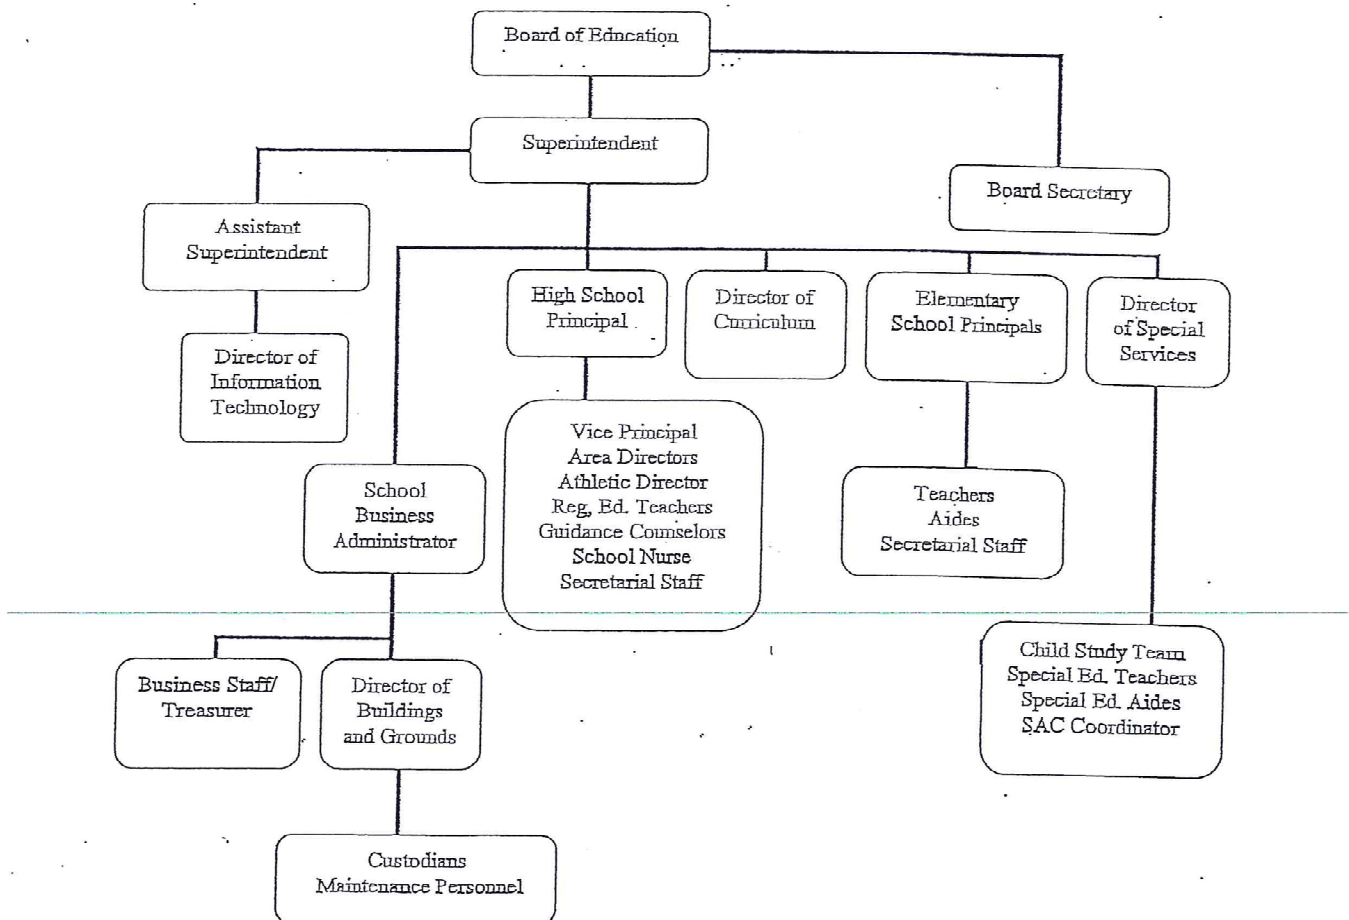 Board of Education
Superintendent
Board Secretary
Assistant
Superintendent
High School
Principal
Director of
Curriculum
Elementary
School Principals
Director
of Special
Services
Director of
Information
Technology
Vice Principal
Area Directors
Athletic Director
Reg, Ed. Teachers
Guidance Counselors
School Nurse
Secretarial Staff
School
Business
Administrator
Teachers
Aides
Secretarial Staff
Business Staff/
Treasurer
Director of
Buildings
and Grounds
Child Study Team
Special Ed. Teachers
Special Ed. Aides
SAC Coordinator
Custodians
Maintenance Personnel